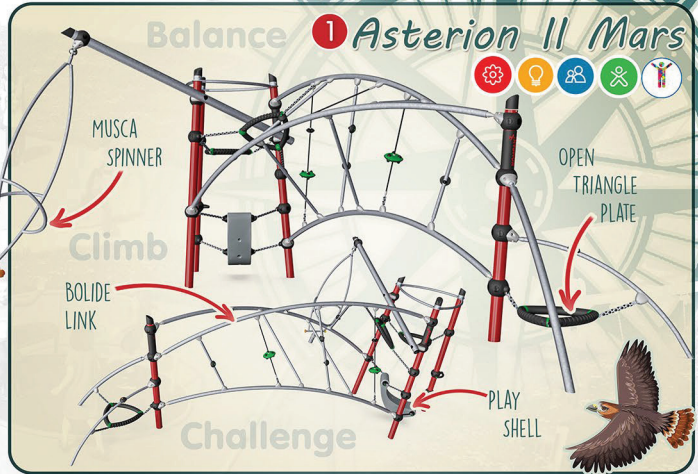 Balance
1 Asterion II Mars
MUSCA
SPINNER
OPEN
TRIANGLE
PLATE
Climb
BOLIDE
LINK
PLAY
SHELL
Challenge